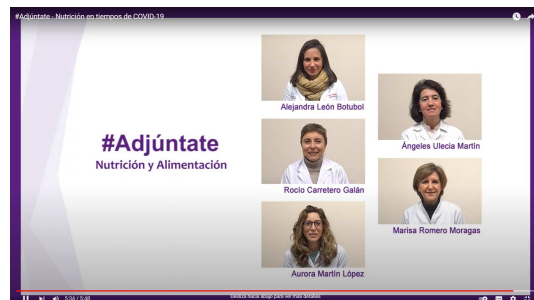 #Adjúntate - Nutrición en tiempos de COVID-19
#Adjúntate
Nutrición y Alimentación
Alejandra León Botubol
Rocío Carretero Galán
Aurora Martín López
Ángeles Ulecia Martín
Marisa Romero Moragas
5:34 / 5:48
Desliza hacia abajo para ver más detalles